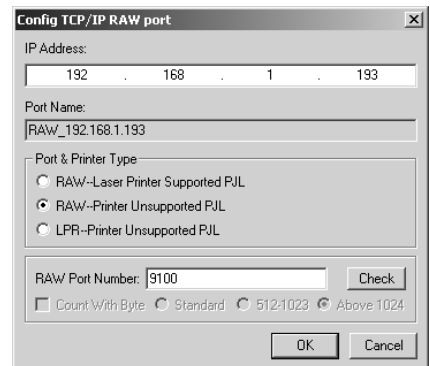 Config TCP/IP RAW port
IP Address:
192 . 168 . 1 . 193
Port Name:
RAW_192.168.1.193
Port & Printer Type
RAW--Laser Printer Supported PJL
RAW--Printer Unsupported PJL
LPR--Printer Unsupported PJL
RAW Port Number: 9100 Check
Count With Byte Standard 512-1023 Above 1024
OK Cancel